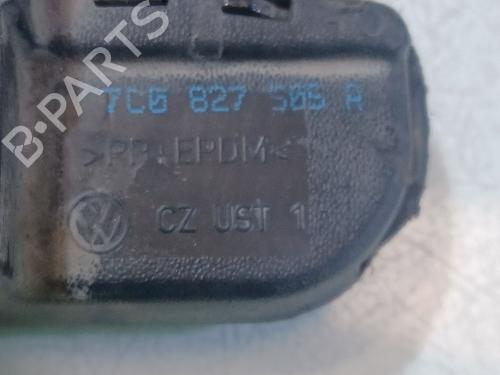 7C0 827 505 A
>PP+EPDM<
CZ UST 1
B-PARTS